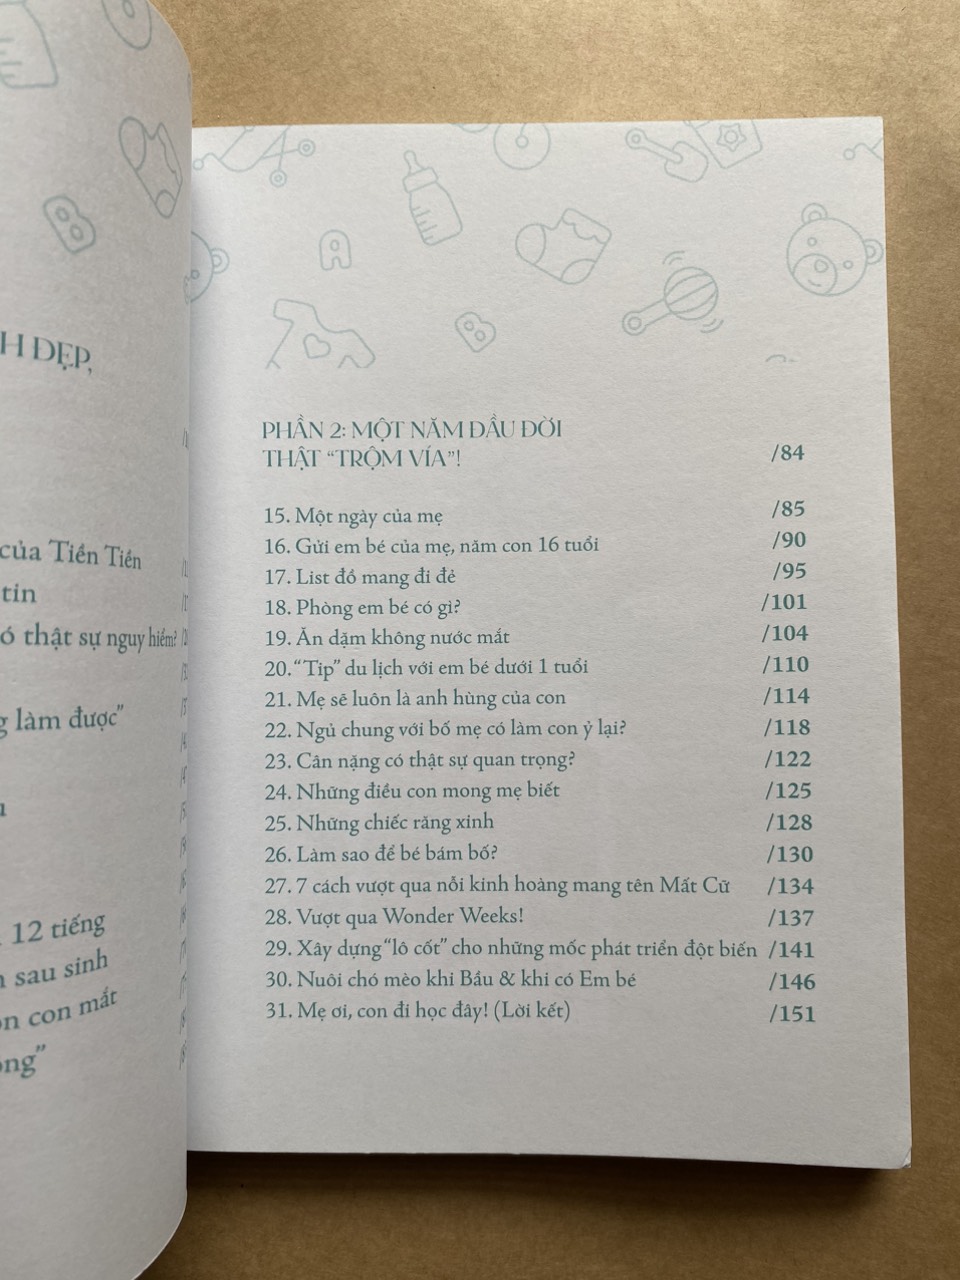 H ĐẸP,
của Tiền Tiền
tin
ó thật sự nguy hiểm?
g làm được"
12 tiếng
sau sinh
on con mắt
ông"
B
A
B
PHẦN 2: MỘT NĂM ĐẦU ĐỜI
THẬT “TRỘM VÍA”! /84
15. Một ngày của mẹ /85
16. Gửi em bé của mẹ, năm con 16 tuổi /90
17. List đồ mang đi đẻ /95
18. Phòng em bé có gì? /101
19. Ăn dặm không nước mắt /104
20. “Tip” du lịch với em bé dưới 1 tuổi /110
21. Mẹ sẽ luôn là anh hùng của con /114
22. Ngủ chung với bố mẹ có làm con ỷ lại? /118
23. Cân nặng có thật sự quan trọng? /122
24. Những điều con mong mẹ biết /125
25. Những chiếc răng xinh /128
26. Làm sao để bé bám bố? /130
27. 7 cách vượt qua nỗi kinh hoàng mang tên Mất Cữ /134
28. Vượt qua Wonder Weeks! /137
29. Xây dựng “lô cốt” cho những mốc phát triển đột biến /141
30. Nuôi chó mèo khi Bầu & khi có Em bé /146
31. Mẹ ơi, con đi học đây! (Lời kết) /151